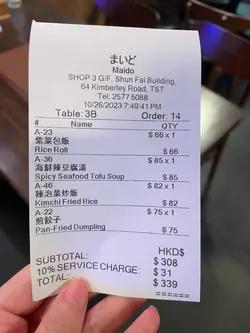 まいど
Maido
SHOP 3 G/F, Shun Fai Building,
64 Kimberley Road, TST
Tel: 2577 5088
10/26/2023 7:49:41 PM
Table: 3B Order: 14
# Name QTY
A-23 $ 66 x 1
紫菜包飯
Rice Roll $ 66
A-36 $ 85 x 1
海鮮辣豆腐湯
Spicy Seafood Tofu Soup $ 85
A-46 $ 82 x 1
辣泡菜炒飯
Kimchi Fried Rice $ 82
A-22 $ 75 x 1
煎餃子
Pan-Fried Dumpling $ 75
HKD$
SUBTOTAL: $ 308
10% SERVICE CHARGE: $ 31
TOTAL: $ 339
======